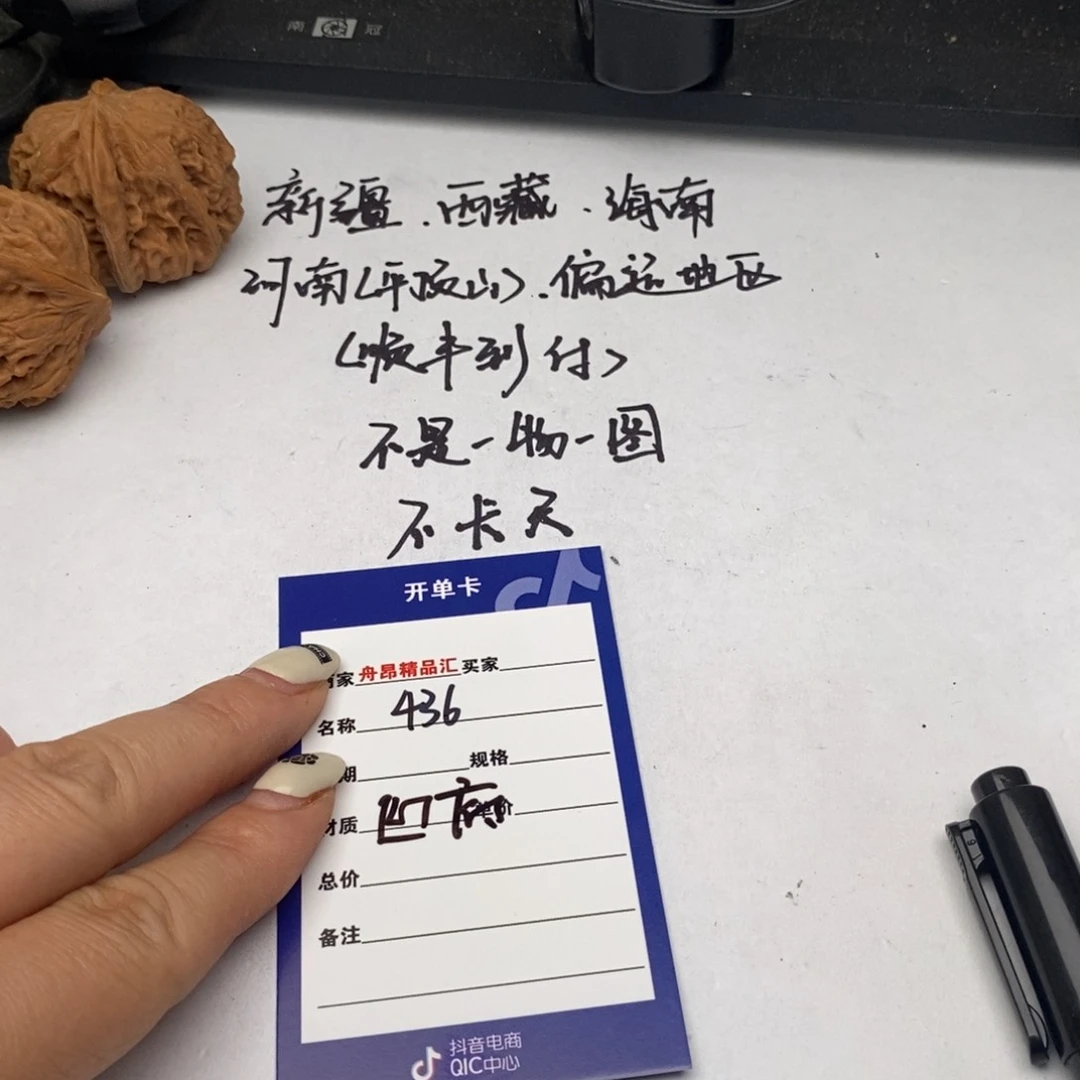 南 冠
新疆.西藏.海南
河南(平顶山).偏远地区
(顺丰到付)
不是一物一图
不卡天
开单卡
家 舟昂精品汇 买家
名称 436
期 规格
材质 凹 价
总价
备注
抖音电商
QIC中心